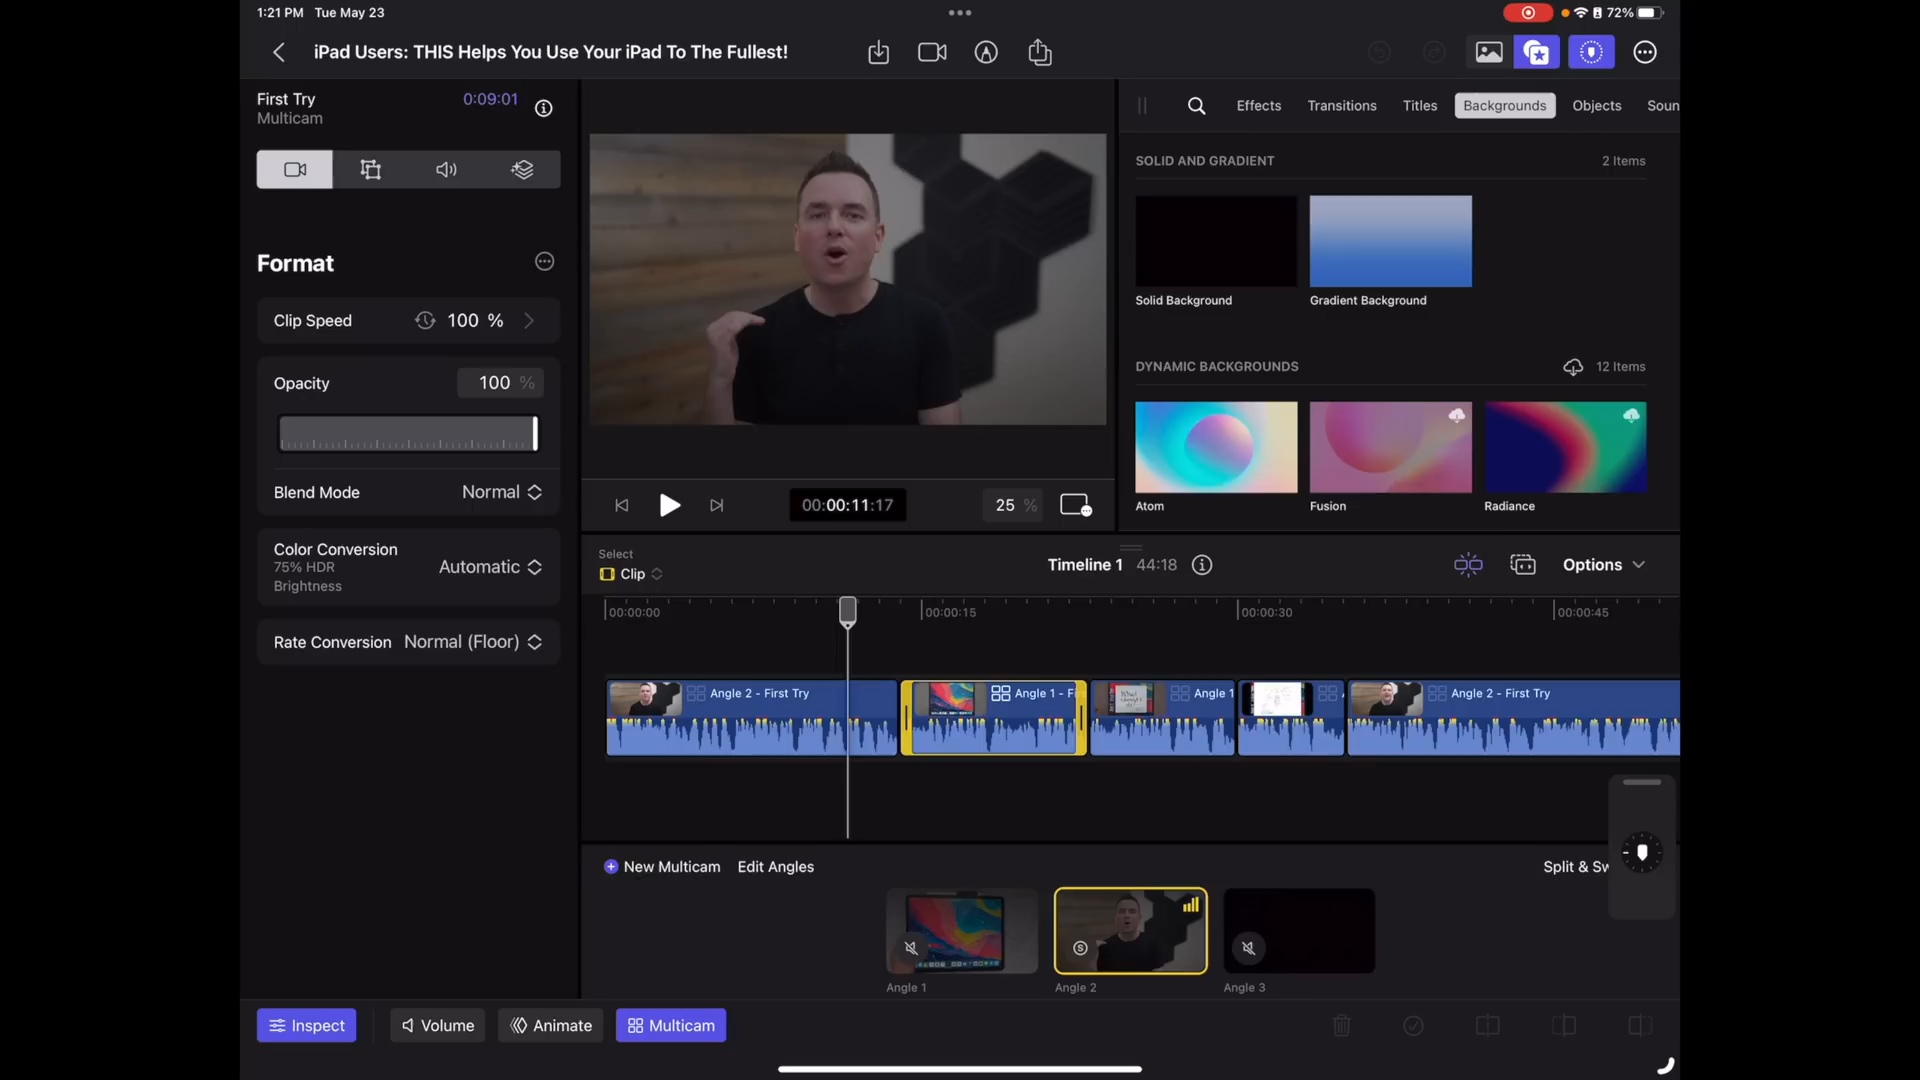 1:21 PM Tue May 23
72%
iPad Users: THIS Helps You Use Your iPad To The Fullest!
First Try
0:09:01
Multicam
Format
Clip Speed 100 %
Opacity 100 %
Blend Mode Normal
Color Conversion
75% HDR
Brightness
Automatic
Rate Conversion Normal (Floor)
00:00:11:17
25 %
Effects Transitions Titles Backgrounds Objects Soun
SOLID AND GRADIENT 2 Items
Solid Background Gradient Background
DYNAMIC BACKGROUNDS 12 Items
Atom Fusion Radiance
Select
Clip
Timeline 1 44:18
Options
00:00:00 00:00:15 00:00:30 00:00:45
Angle 2 - First Try Angle 1 - Fi Angle 1 Angle 2 - First Try
New Multicam Edit Angles Split & Sw
Angle 1 Angle 2 Angle 3
Inspect Volume Animate Multicam